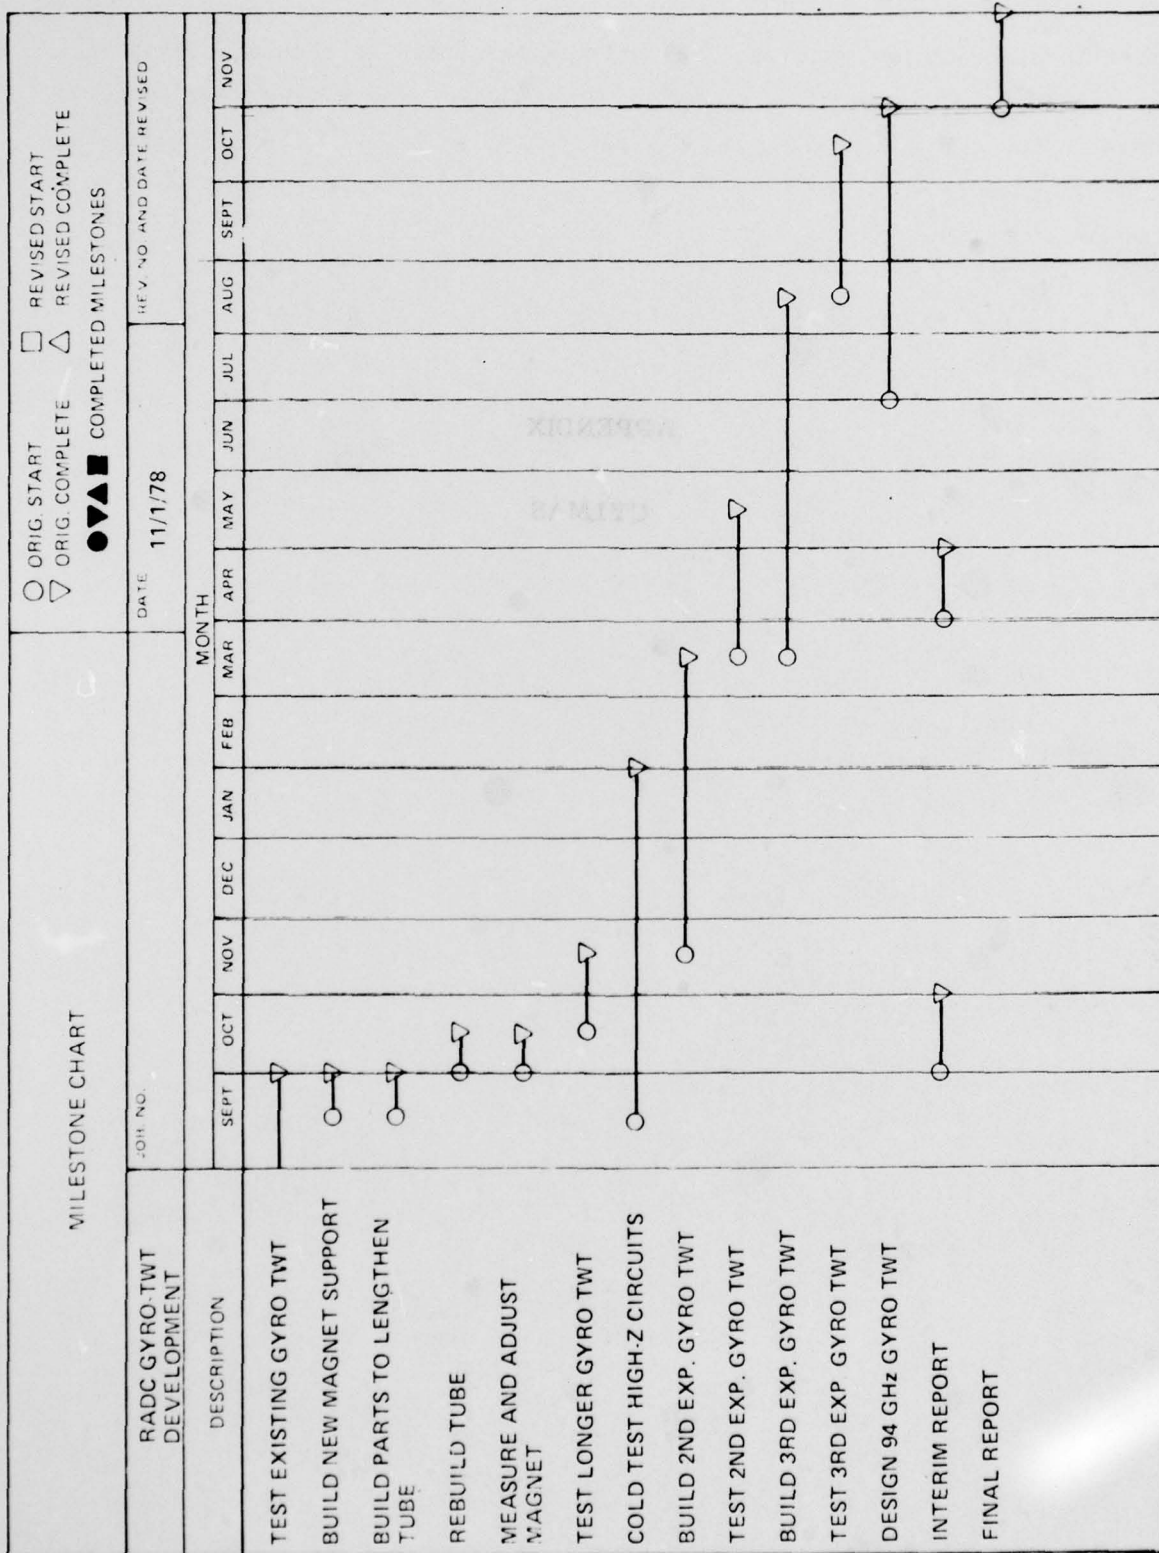 MILESTONE CHART
○ ORIG. START □ REVISED START
▽ ORIG. COMPLETE △ REVISED COMPLETE
●▼▲■ COMPLETED MILESTONES
RADC GYRO-TWT
DEVELOPMENT
JOB. NO.
DATE
11/1/78
REV. NO. AND DATE REVISED
DESCRIPTION
MONTH
SEPT OCT NOV DEC JAN FEB MAR APR MAY JUN JUL AUG SEPT OCT NOV
TEST EXISTING GYRO TWT
BUILD NEW MAGNET SUPPORT
BUILD PARTS TO LENGTHEN
TUBE
REBUILD TUBE
MEASURE AND ADJUST
MAGNET
TEST LONGER GYRO TWT
COLD TEST HIGH-Z CIRCUITS
BUILD 2ND EXP. GYRO TWT
TEST 2ND EXP. GYRO TWT
BUILD 3RD EXP. GYRO TWT
TEST 3RD EXP. GYRO TWT
DESIGN 94 GHz GYRO TWT
INTERIM REPORT
FINAL REPORT
APPENDIX